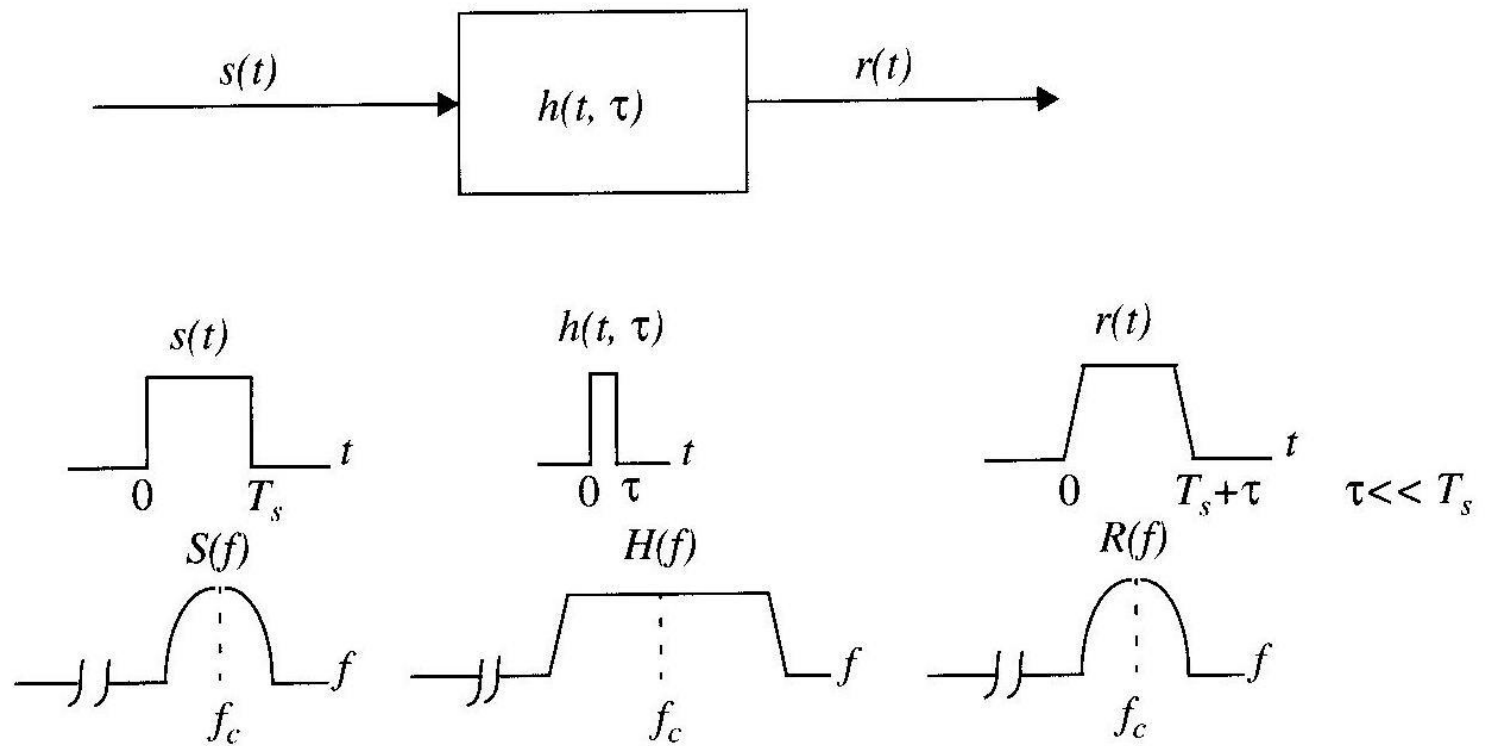 s(t)
h(t, τ)
r(t)
s(t)
h(t, τ)
r(t)
t
t
t
0
T_s
0
τ
0
T_s+τ
τ<< T_s
S(f)
H(f)
R(f)
f
f
f
f_c
f_c
f_c